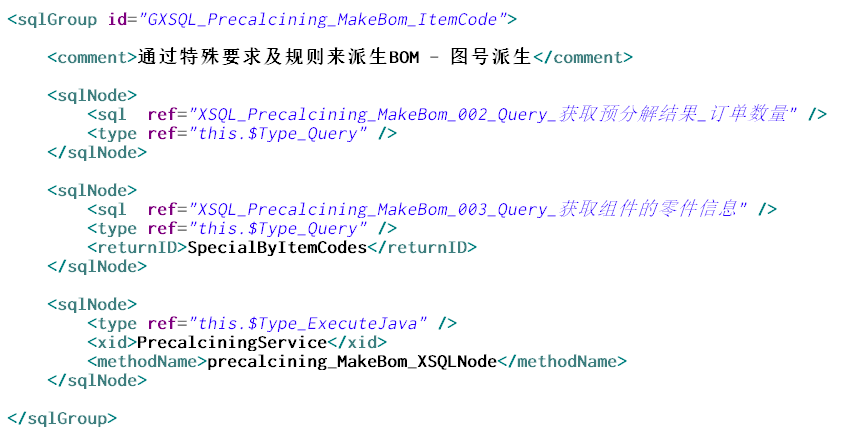 <sqlGroup id="GXSQL_Precalcining_MakeBom_ItemCode">
<comment>通过特殊要求及规则来派生BOM - 图号派生</comment>
<sqlNode>
<sql  ref="XSQL_Precalcining_MakeBom_002_Query_获取预分解结果_订单数量" />
<type ref="this.$Type_Query" />
</sqlNode>
<sqlNode>
<sql  ref="XSQL_Precalcining_MakeBom_003_Query_获取组件的零件信息" />
<type ref="this.$Type_Query" />
<returnID>SpecialByItemCodes</returnID>
</sqlNode>
<sqlNode>
<type ref="this.$Type_ExecuteJava" />
<xid>PrecalciningService</xid>
<methodName>precalcining_MakeBom_XSQLNode</methodName>
</sqlNode>
</sqlGroup>